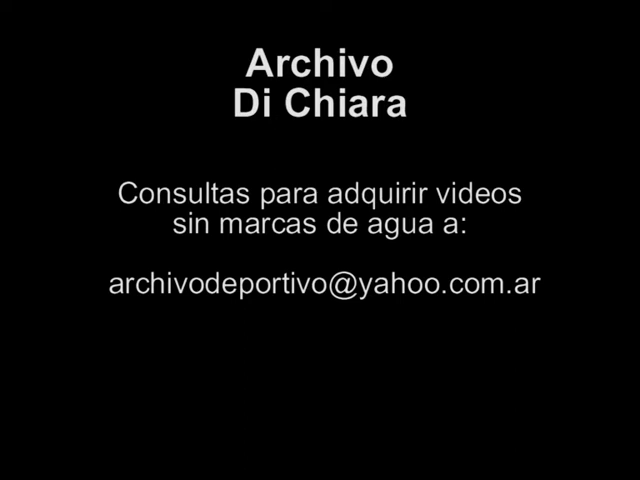 Archivo
Di Chiara
Consultas para adquirir videos
sin marcas de agua a:
archivodeportivo@yahoo.com.ar